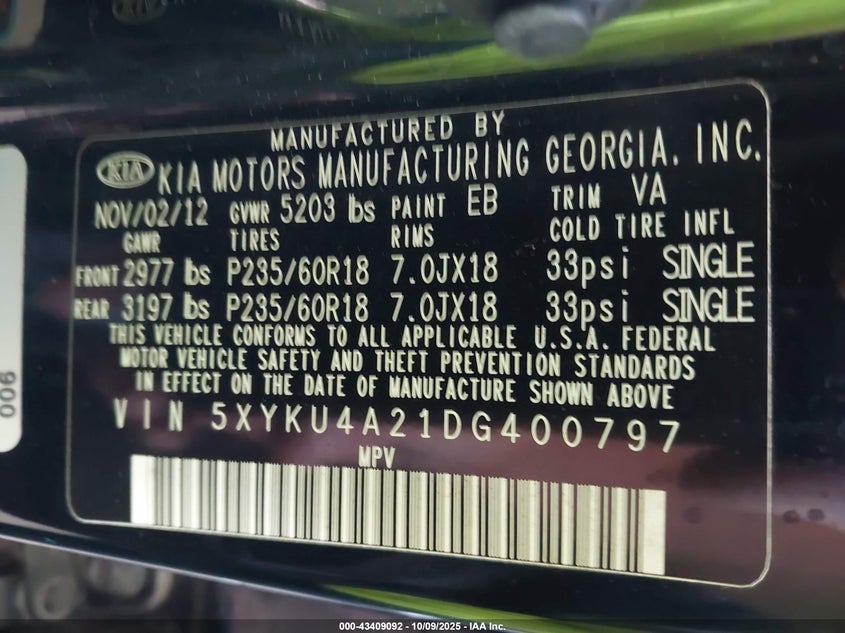 MANUFACTURED BY
KIA KIA MOTORS MANUFACTURING GEORGIA, INC.
NOV/02/12 GVWR 5203 lbs PAINT EB TRIM VA
GAWR TIRES RIMS COLD TIRE INFL
FRONT 2977 lbs P235/60R18 7.0JX18 33psi SINGLE
REAR 3197 lbs P235/60R18 7.0JX18 33psi SINGLE
THIS VEHICLE CONFORMS TO ALL APPLICABLE U.S.A. FEDERAL
MOTOR VEHICLE SAFETY AND THEFT PREVENTION STANDARDS
IN EFFECT ON THE DATE OF MANUFACTURE SHOWN ABOVE
VIN 5XYKU4A21DG400797
MPV
006
000-43409092 - 10/09/2025 - IAA Inc.